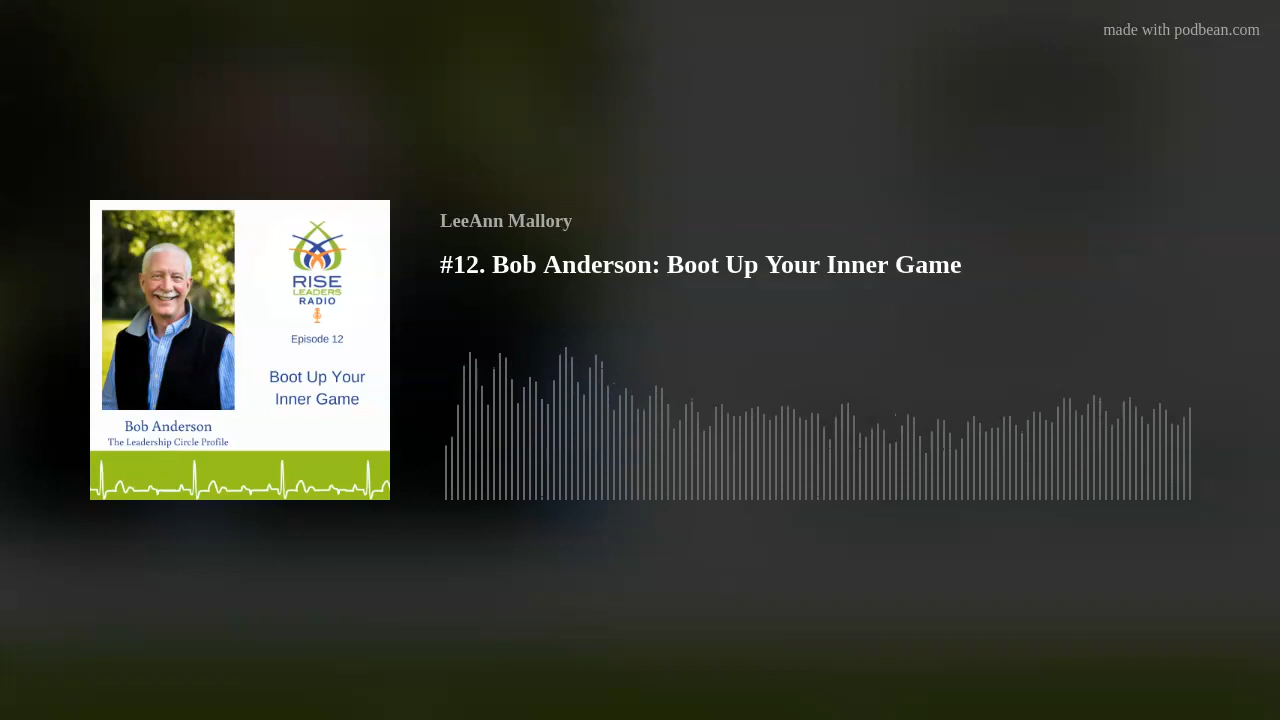 made with podbean.com
LeeAnn Mallory
#12. Bob Anderson: Boot Up Your Inner Game
RISE
LEADERS
RADIO
Episode 12
Boot Up Your
Inner Game
Bob Anderson
The Leadership Circle Profile